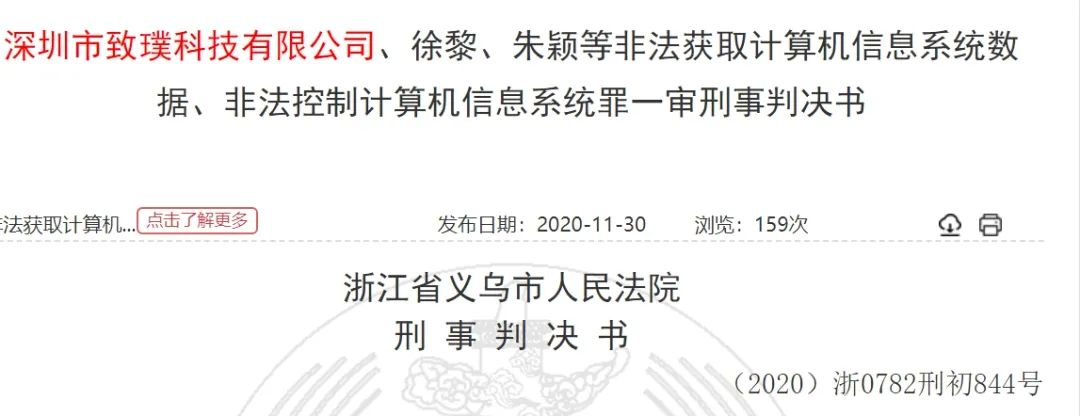 深圳市致璞科技有限公司、徐黎、朱颖等非法获取计算机信息系统数
据、非法控制计算机信息系统罪一审刑事判决书
非法获取计算机... 点击了解更多 发布日期：2020-11-30 浏览：159次
浙江省义乌市人民法院
刑 事 判 决 书
（2020）浙0782刑初844号